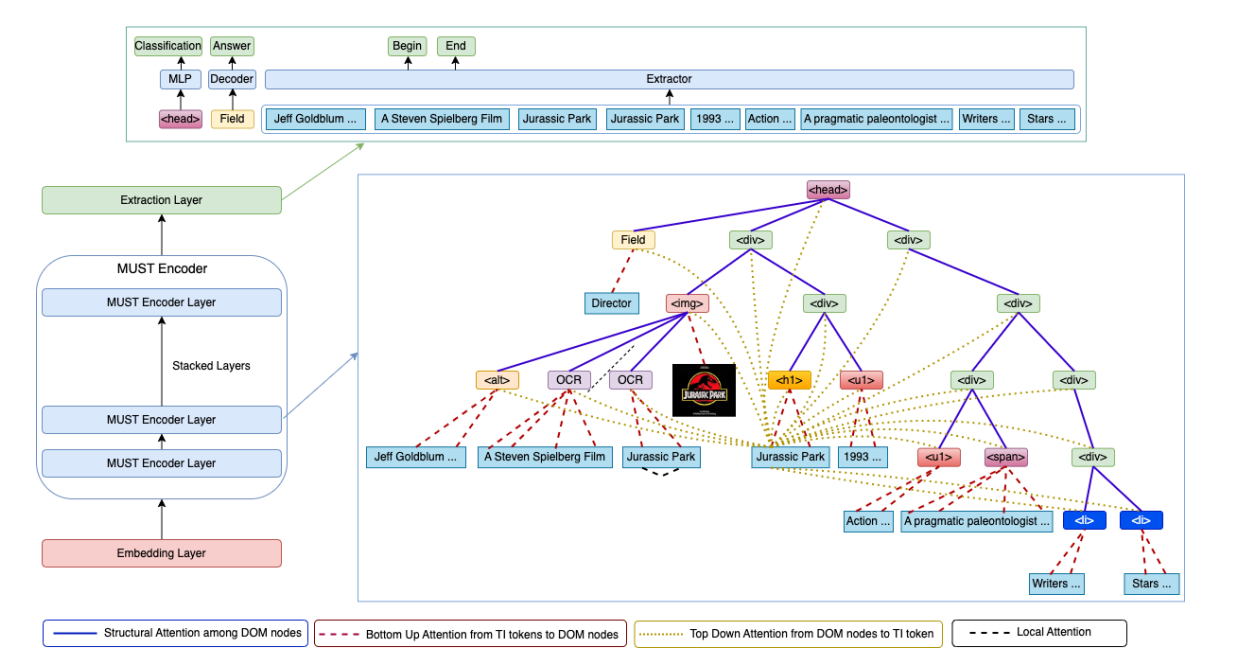 Classification Answer Begin End
MLP Decoder Extractor
<head> Field Jeff Goldblum ... A Steven Spielberg Film Jurassic Park Jurassic Park 1993 ... Action ... A pragmatic paleontologist ... Writers ... Stars ...
Extraction Layer
MUST Encoder
MUST Encoder Layer
Stacked Layers
MUST Encoder Layer
MUST Encoder Layer
Embedding Layer
<head>
Field <div> <div>
Director <img> <div> <div>
<alt> OCR OCR JURASSIC PARK <h1> <u1> <div> <div>
Jeff Goldblum ... A Steven Spielberg Film Jurassic Park Jurassic Park 1993 ... <u1> <span> <div>
Action ... A pragmatic paleontologist ... <li> <li>
Writers ... Stars ...
Structural Attention among DOM nodes Bottom Up Attention from TI tokens to DOM nodes Top Down Attention from DOM nodes to TI token Local Attention